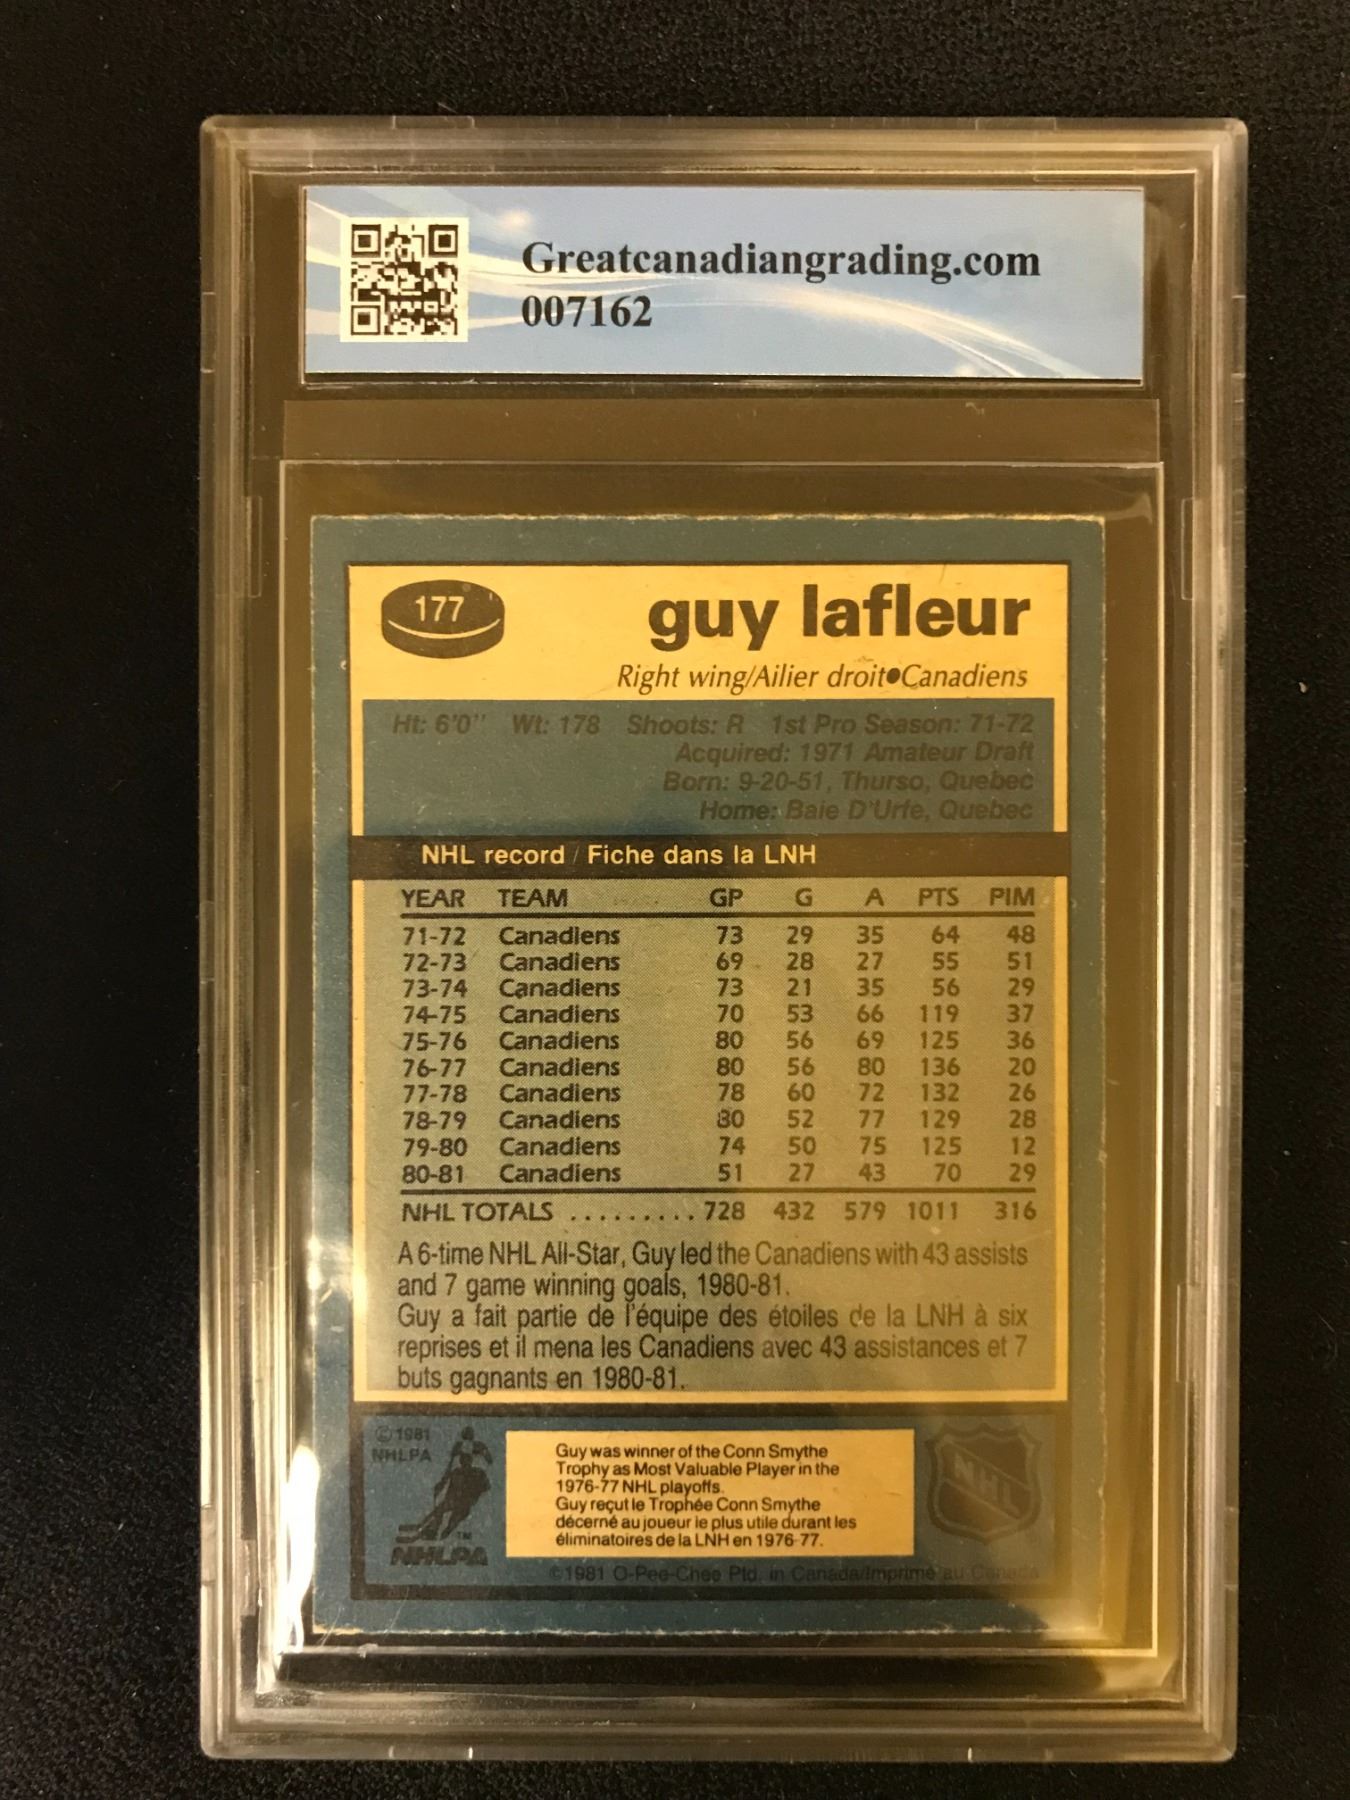 Greatcanadiangrading.com
007162
177
guy lafleur
Right wing/Ailier droit●Canadiens
Ht: 6'0" Wt: 178 Shoots: R 1st Pro Season: 71-72
Acquired: 1971 Amateur Draft
Born: 9-20-51, Thurso, Quebec
Home: Baie D'Urfe, Quebec
NHL record / Fiche dans la LNH
YEAR TEAM GP G A PTS PIM
71-72 Canadiens 73 29 35 64 48
72-73 Canadiens 69 28 27 55 51
73-74 Canadiens 73 21 35 56 29
74-75 Canadiens 70 53 66 119 37
75-76 Canadiens 80 56 69 125 36
76-77 Canadiens 80 56 80 136 20
77-78 Canadiens 78 60 72 132 26
78-79 Canadiens 80 52 77 129 28
79-80 Canadiens 74 50 75 125 12
80-81 Canadiens 51 27 43 70 29
NHL TOTALS ......... 728 432 579 1011 316
A 6-time NHL All-Star, Guy led the Canadiens with 43 assists
and 7 game winning goals, 1980-81.
Guy a fait partie de l'équipe des étoiles de la LNH à six
reprises et il mena les Canadiens avec 43 assistances et 7
buts gagnants en 1980-81.
©1981
NHLPA
TM
NHLPA
Guy was winner of the Conn Smythe
Trophy as Most Valuable Player in the
1976-77 NHL playoffs.
Guy reçut le Trophée Conn Smythe
décerné au joueur le plus utile durant les
éliminatoires de la LNH en 1976-77.
NHL
©1981 O-Pee-Chee Ptd. in Canada/Imprimé au Canada